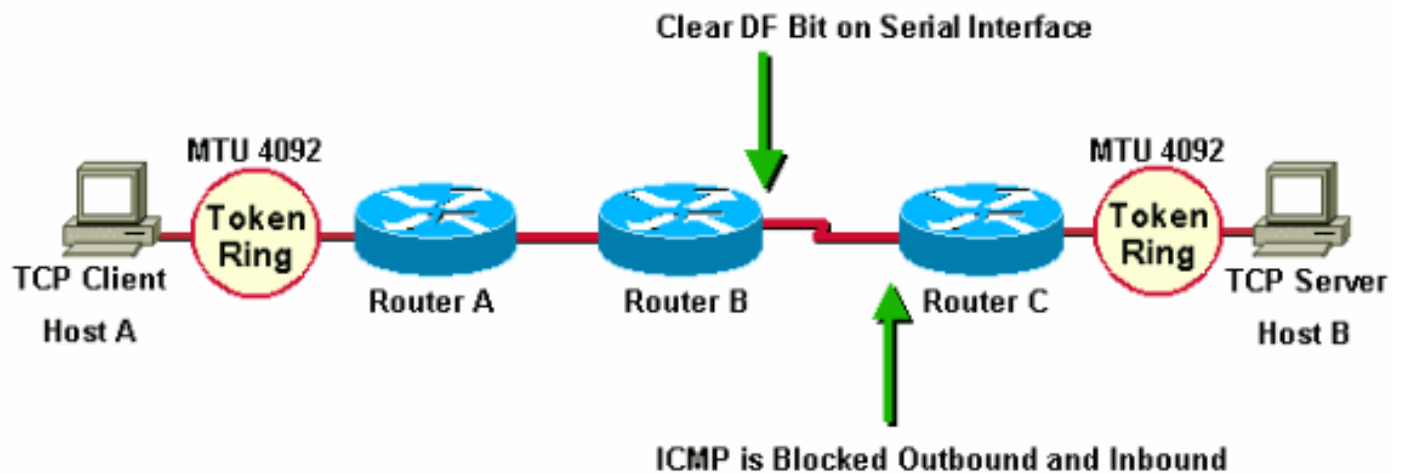 Clear DF Bit on Serial Interface
MTU 4092
MTU 4092
Token
Ring
Token
Ring
TCP Client
Host A
Router A
Router B
Router C
TCP Server
Host B
ICMP is Blocked Outbound and Inbound